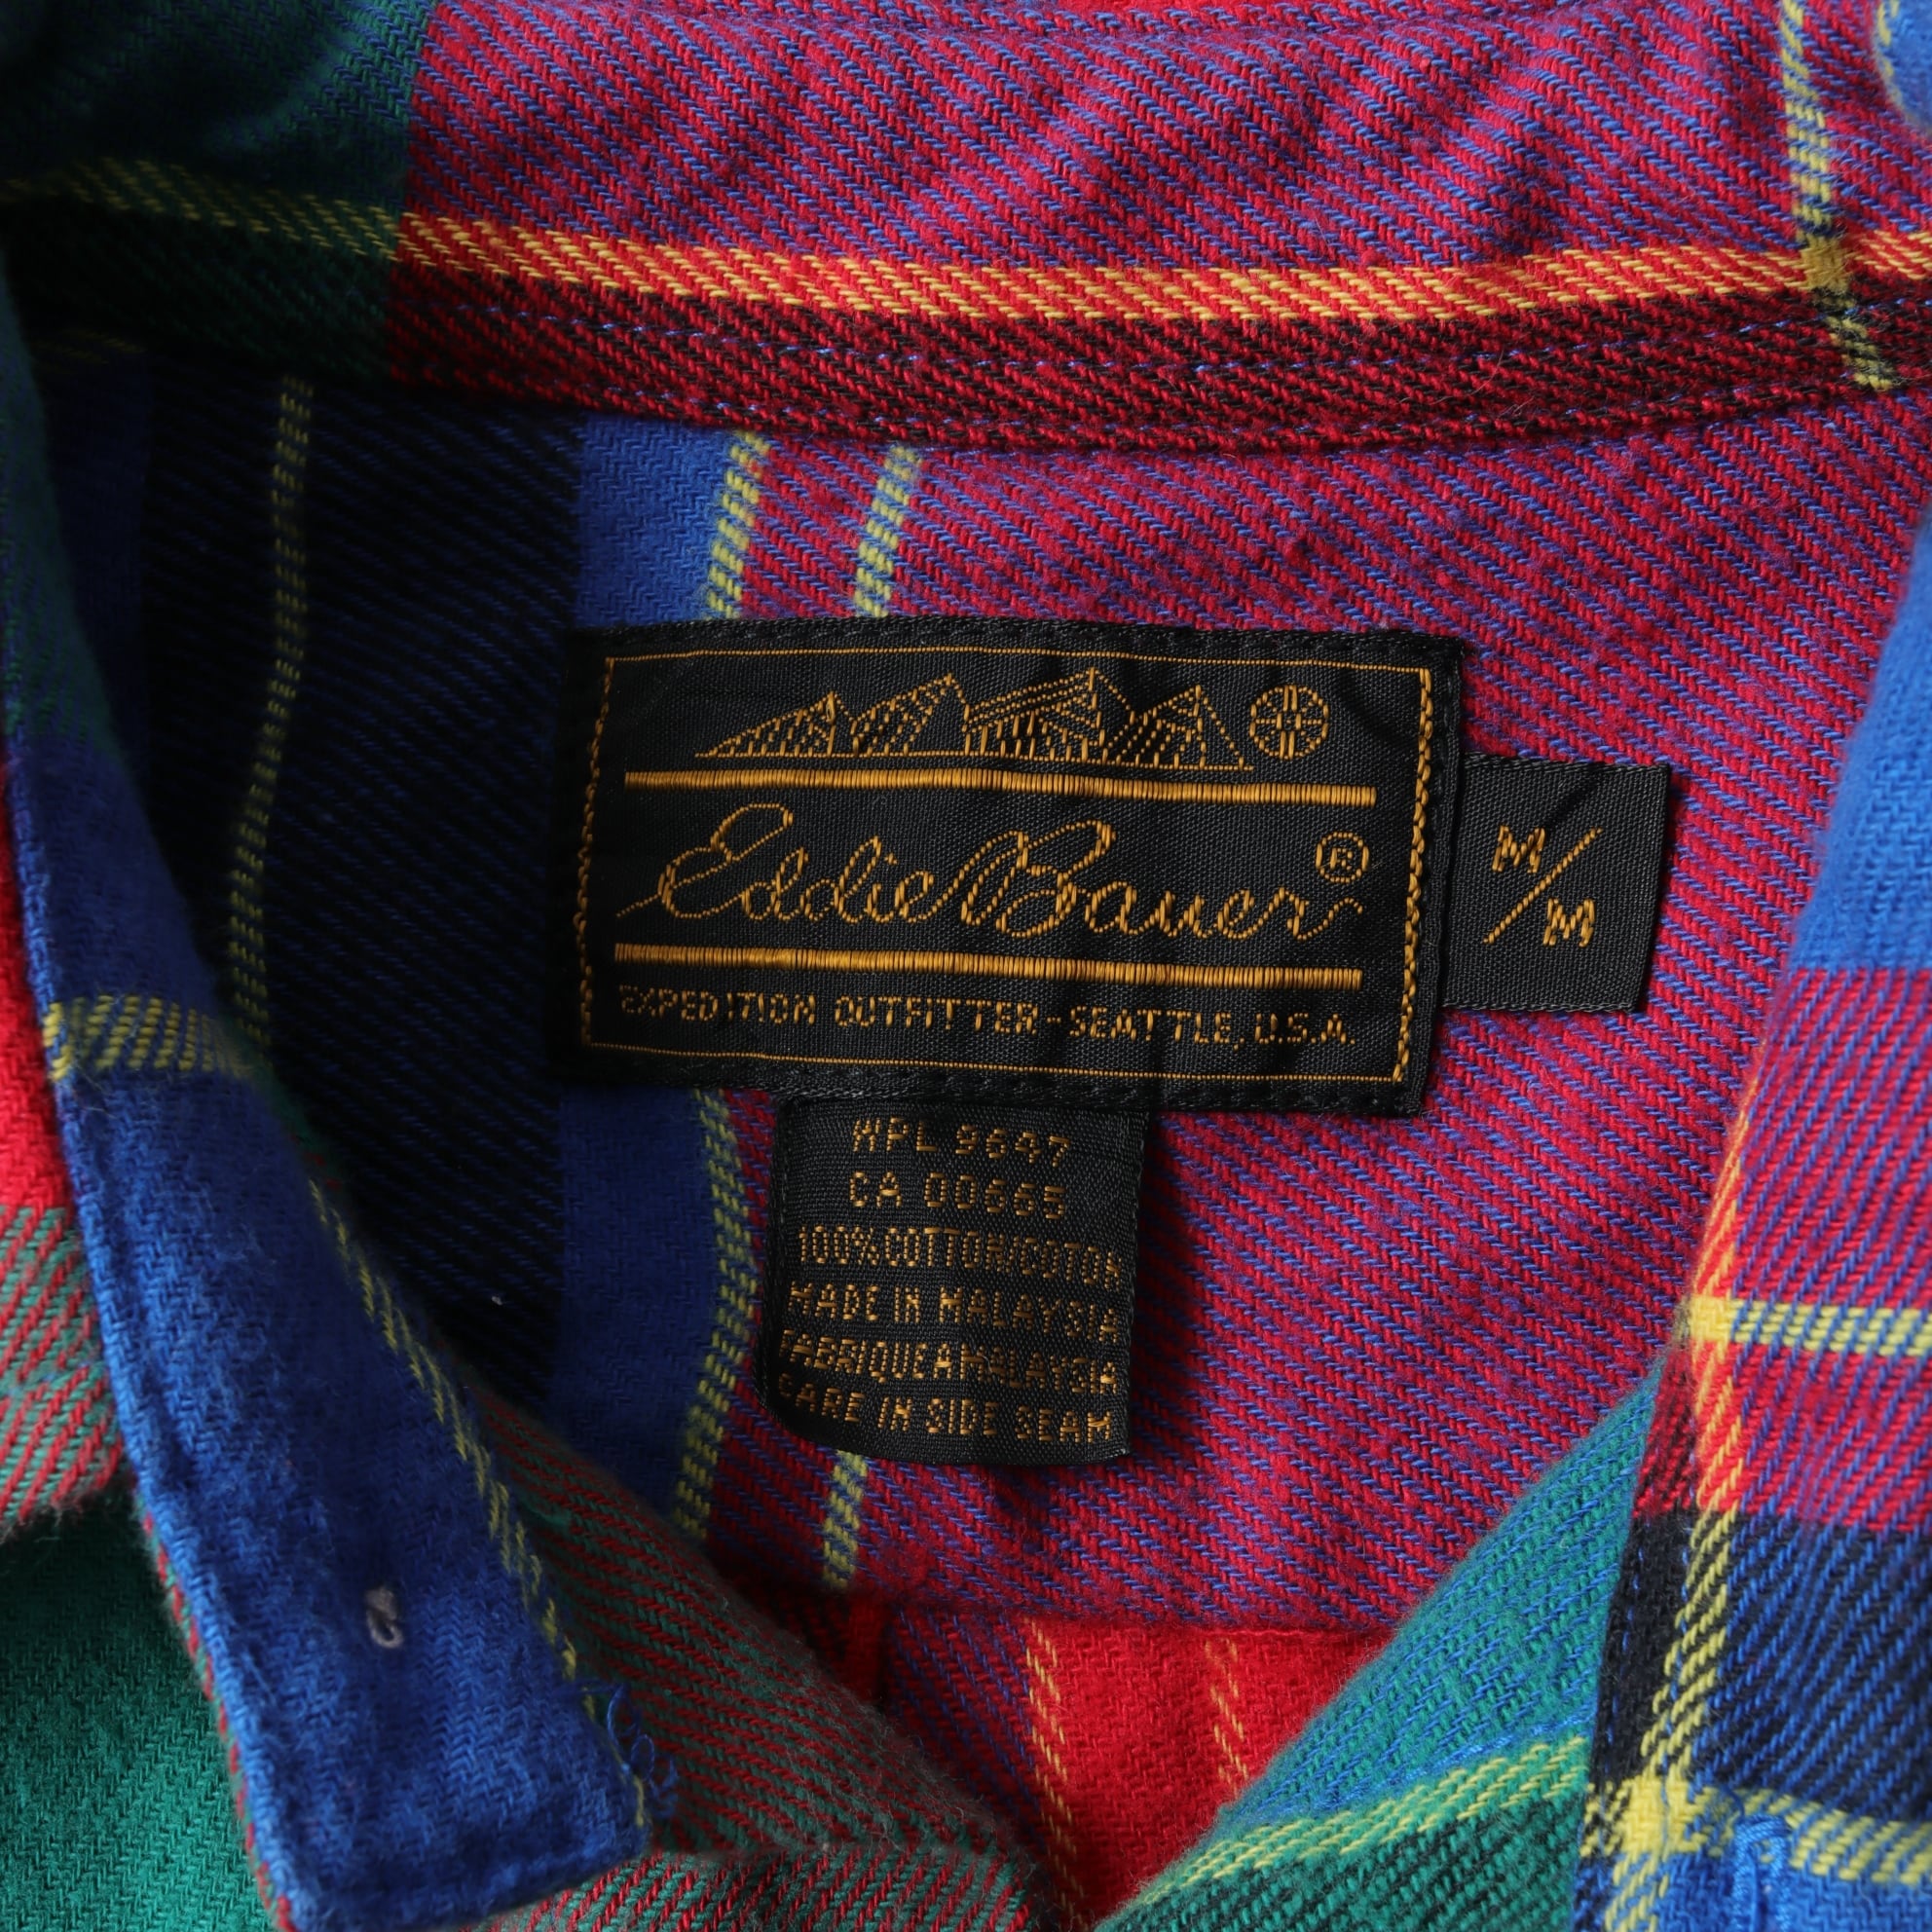 Eddie Bauer®
EXPEDITION OUTFITTER-SEATTLE, U.S.A.
M/M
WPL 9647
CA 00665
100% COTTON/COTON
MADE IN MALAYSIA
FABRIQUE A MALAYSIA
CARE IN SIDE SEAM